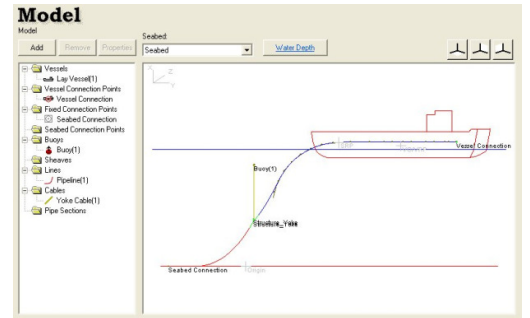 Model
Model
Add
Remove
Properties
Seabed:
Seabed
Water Depth
Vessels
Lay Vessel(1)
Vessel Connection Points
Vessel Connection
Fixed Connection Points
Seabed Connection
Seabed Connection Points
Buoys
Buoy(1)
Sheaves
Lines
Pipeline(1)
Cables
Yoke Cable(1)
Pipe Sections
Z
Y
Vessel Connection
Buoy(1)
Structure_Yoke
Seabed Connection
Origin